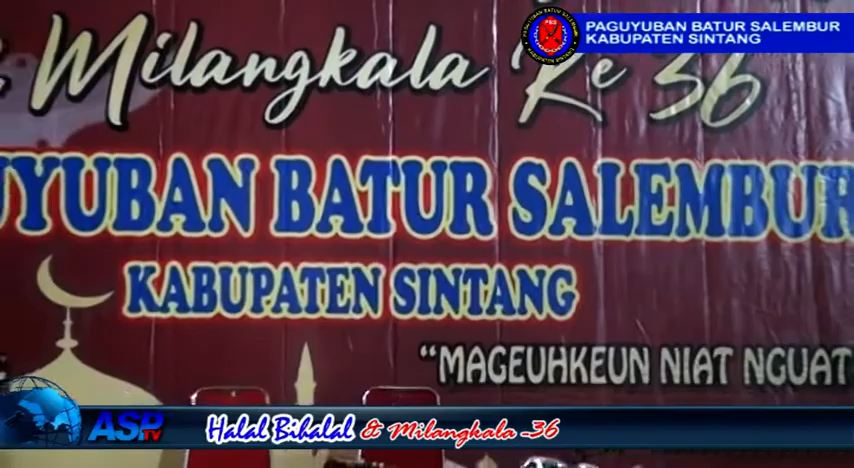 PAGUYUBAN BATUR SALEMBUR
KABUPATEN SINTANG
PBS
& Milangkala Ke 36
UYUBAN BATUR SALEMBUR
KABUPATEN SINTANG
“MAGEUHKEUN NIAT NGUAT
ASP TV
Halal Bihalal & Milangkala -36